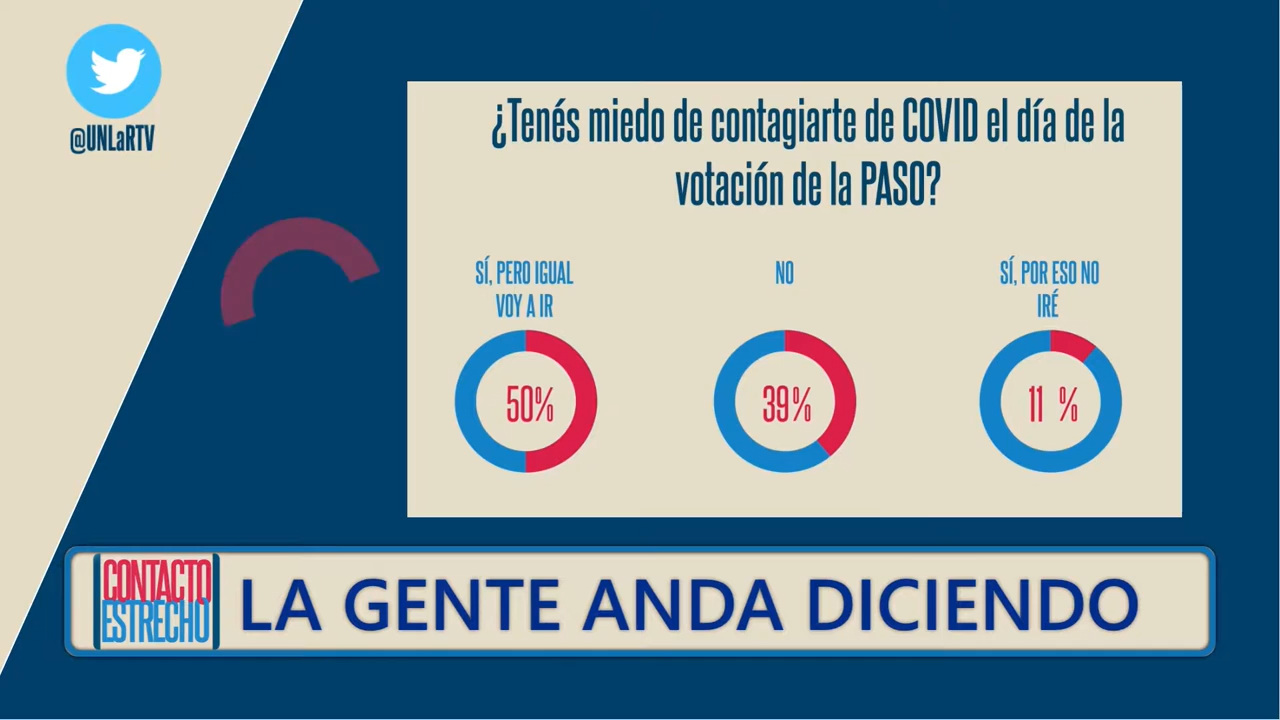 @UNLaRTV
¿Tenés miedo de contagiarte de COVID el día de la
votación de la PASO?
SÍ, PERO IGUAL
VOY A IR
50%
NO
39%
SÍ, POR ESO NO
IRÉ
11 %
CONTACTO
ESTRECHO
LA GENTE ANDA DICIENDO